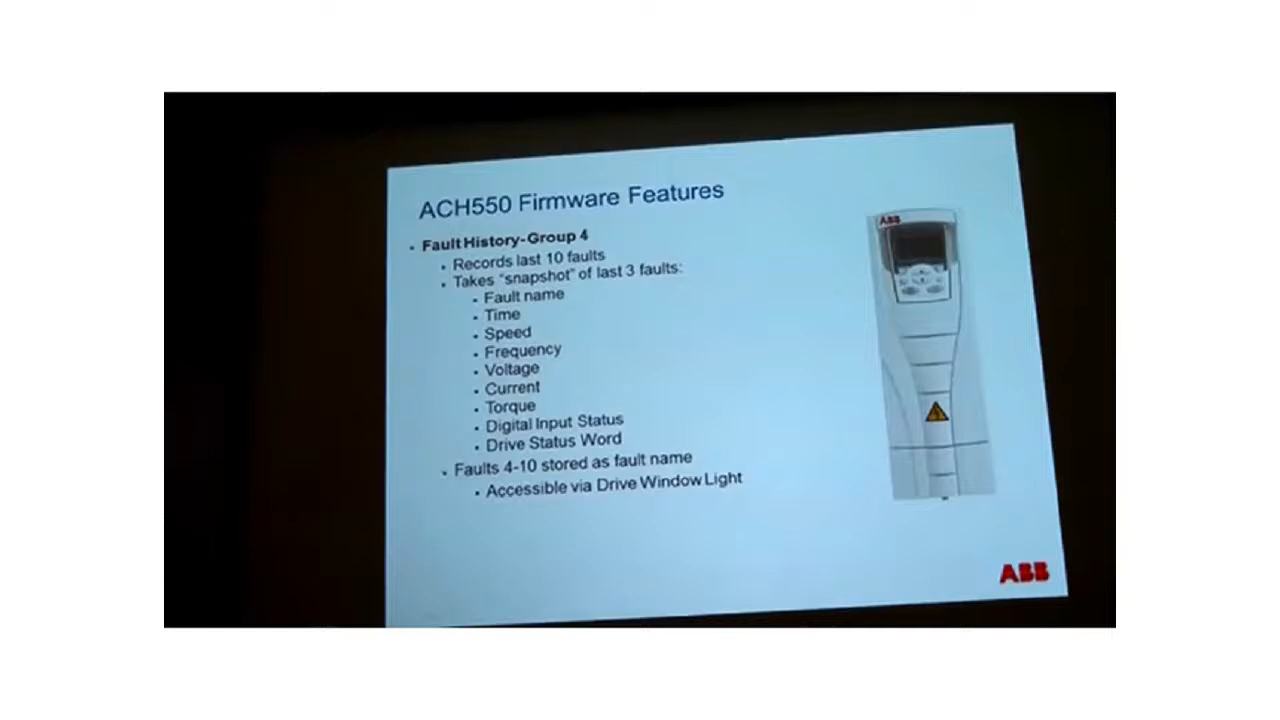 ACH550 Firmware Features
• Fault History-Group 4
• Records last 10 faults
• Takes “snapshot” of last 3 faults:
• Fault name
• Time
• Speed
• Frequency
• Voltage
• Current
• Torque
• Digital Input Status
• Drive Status Word
• Faults 4-10 stored as fault name
• Accessible via Drive Window Light
ABB
ABB